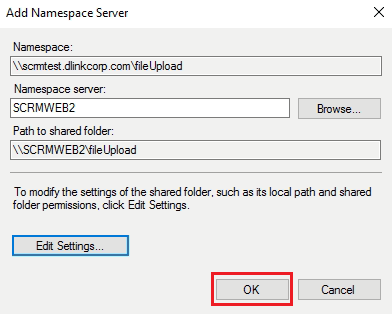 Add Namespace Server
Namespace:
\\scrmtest.dlinkcorp.com\fileUpload
Namespace server:
SCRMWEB2
Browse...
Path to shared folder:
\\SCRMWEB2\fileUpload
To modify the settings of the shared folder, such as its local path and shared
folder permissions, click Edit Settings.
Edit Settings...
OK
Cancel